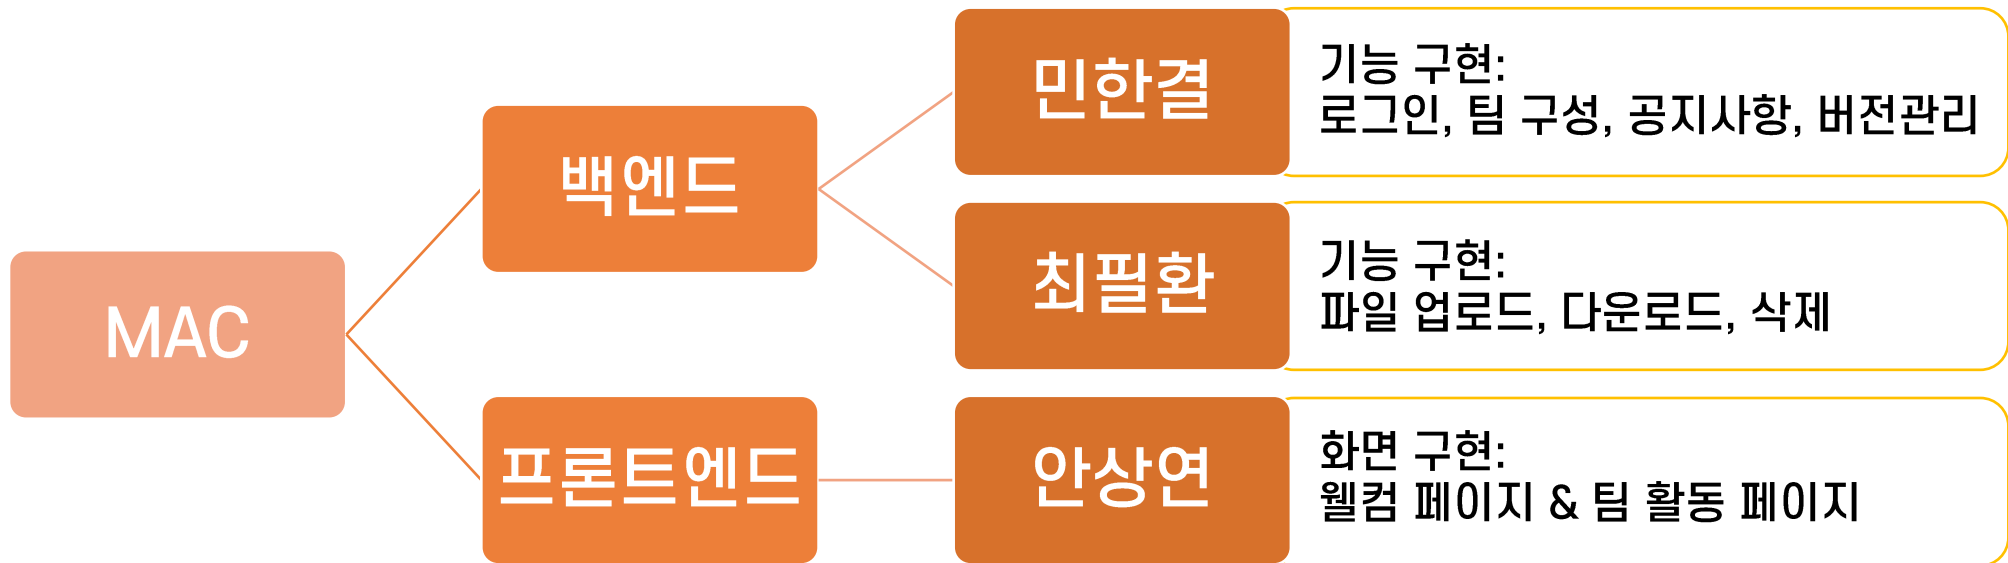 MAC
백엔드
민한결
기능 구현:
로그인, 팀 구성, 공지사항, 버전관리
최필환
기능 구현:
파일 업로드, 다운로드, 삭제
프론트엔드
안상연
화면 구현:
웰컴 페이지 & 팀 활동 페이지